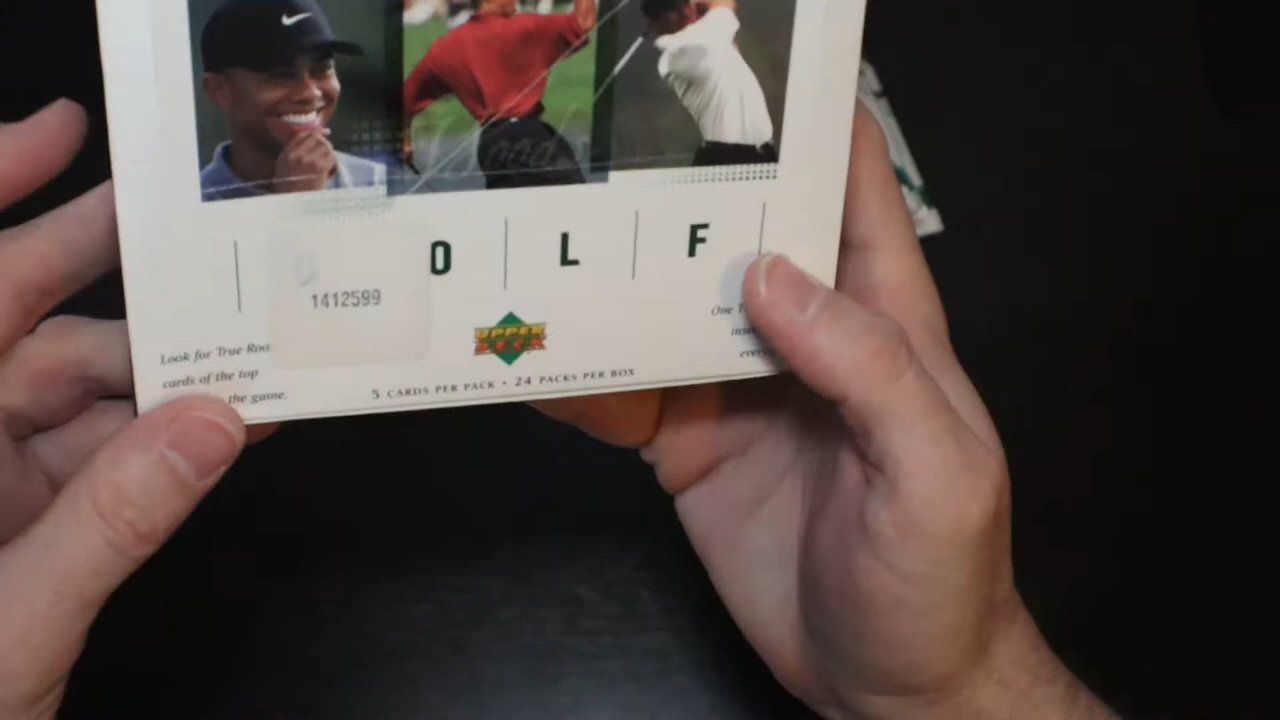 G O L F
1412599
UPPER
DECK
Look for True Roo
cards of the top
the game.
One T
inse
every
5 CARDS PER PACK • 24 PACKS PER BOX